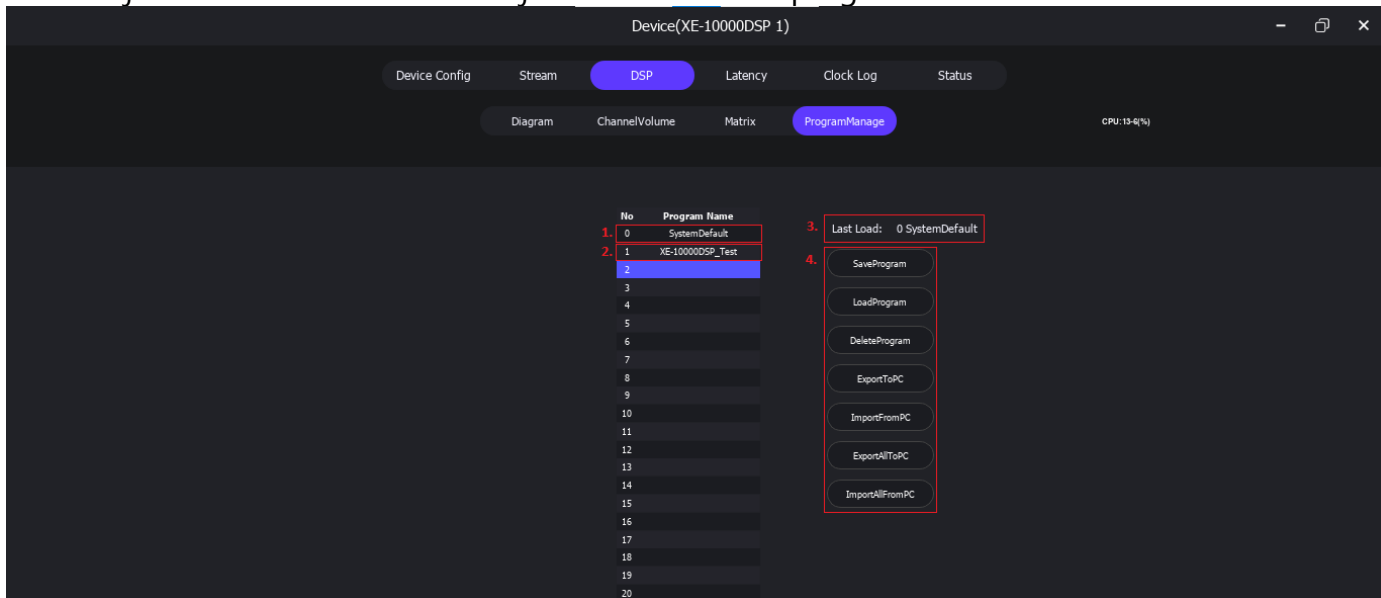 Device(XE-10000DSP 1)
Device Config Stream DSP Latency Clock Log Status
Diagram ChannelVolume Matrix ProgramManage CPU:13-6(%)
No Program Name
1. 0 SystemDefault
2. 1 XE-10000DSP_Test
2
3
4
5
6
7
8
9
10
11
12
13
14
15
16
17
18
19
20
3. Last Load: 0 SystemDefault
4. SaveProgram
LoadProgram
DeleteProgram
ExportToPC
ImportFromPC
ExportAllToPC
ImportAllFromPC